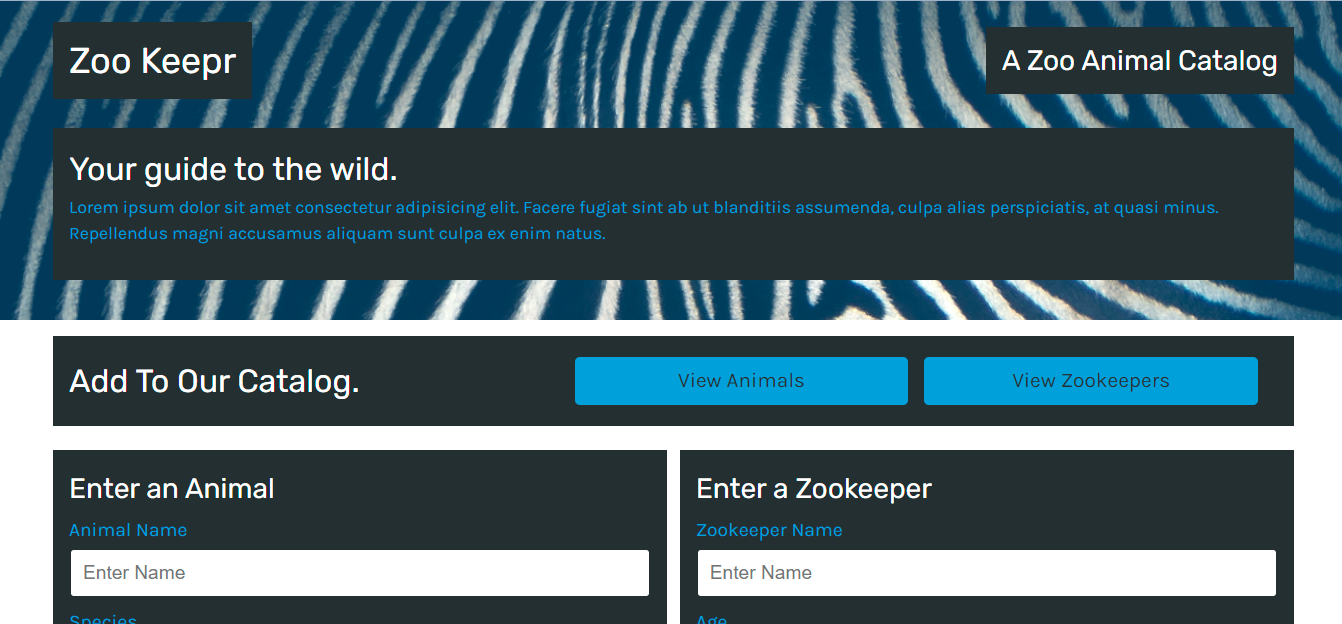 Zoo Keepr
A Zoo Animal Catalog
Your guide to the wild.
Lorem ipsum dolor sit amet consectetur adipisicing elit. Facere fugiat sint ab ut blanditiis assumenda, culpa alias perspiciatis, at quasi minus.
Repellendus magni accusamus aliquam sunt culpa ex enim natus.
Add To Our Catalog.
View Animals
View Zookeepers
Enter an Animal
Animal Name
Enter Name
Species
Enter a Zookeeper
Zookeeper Name
Enter Name
Age